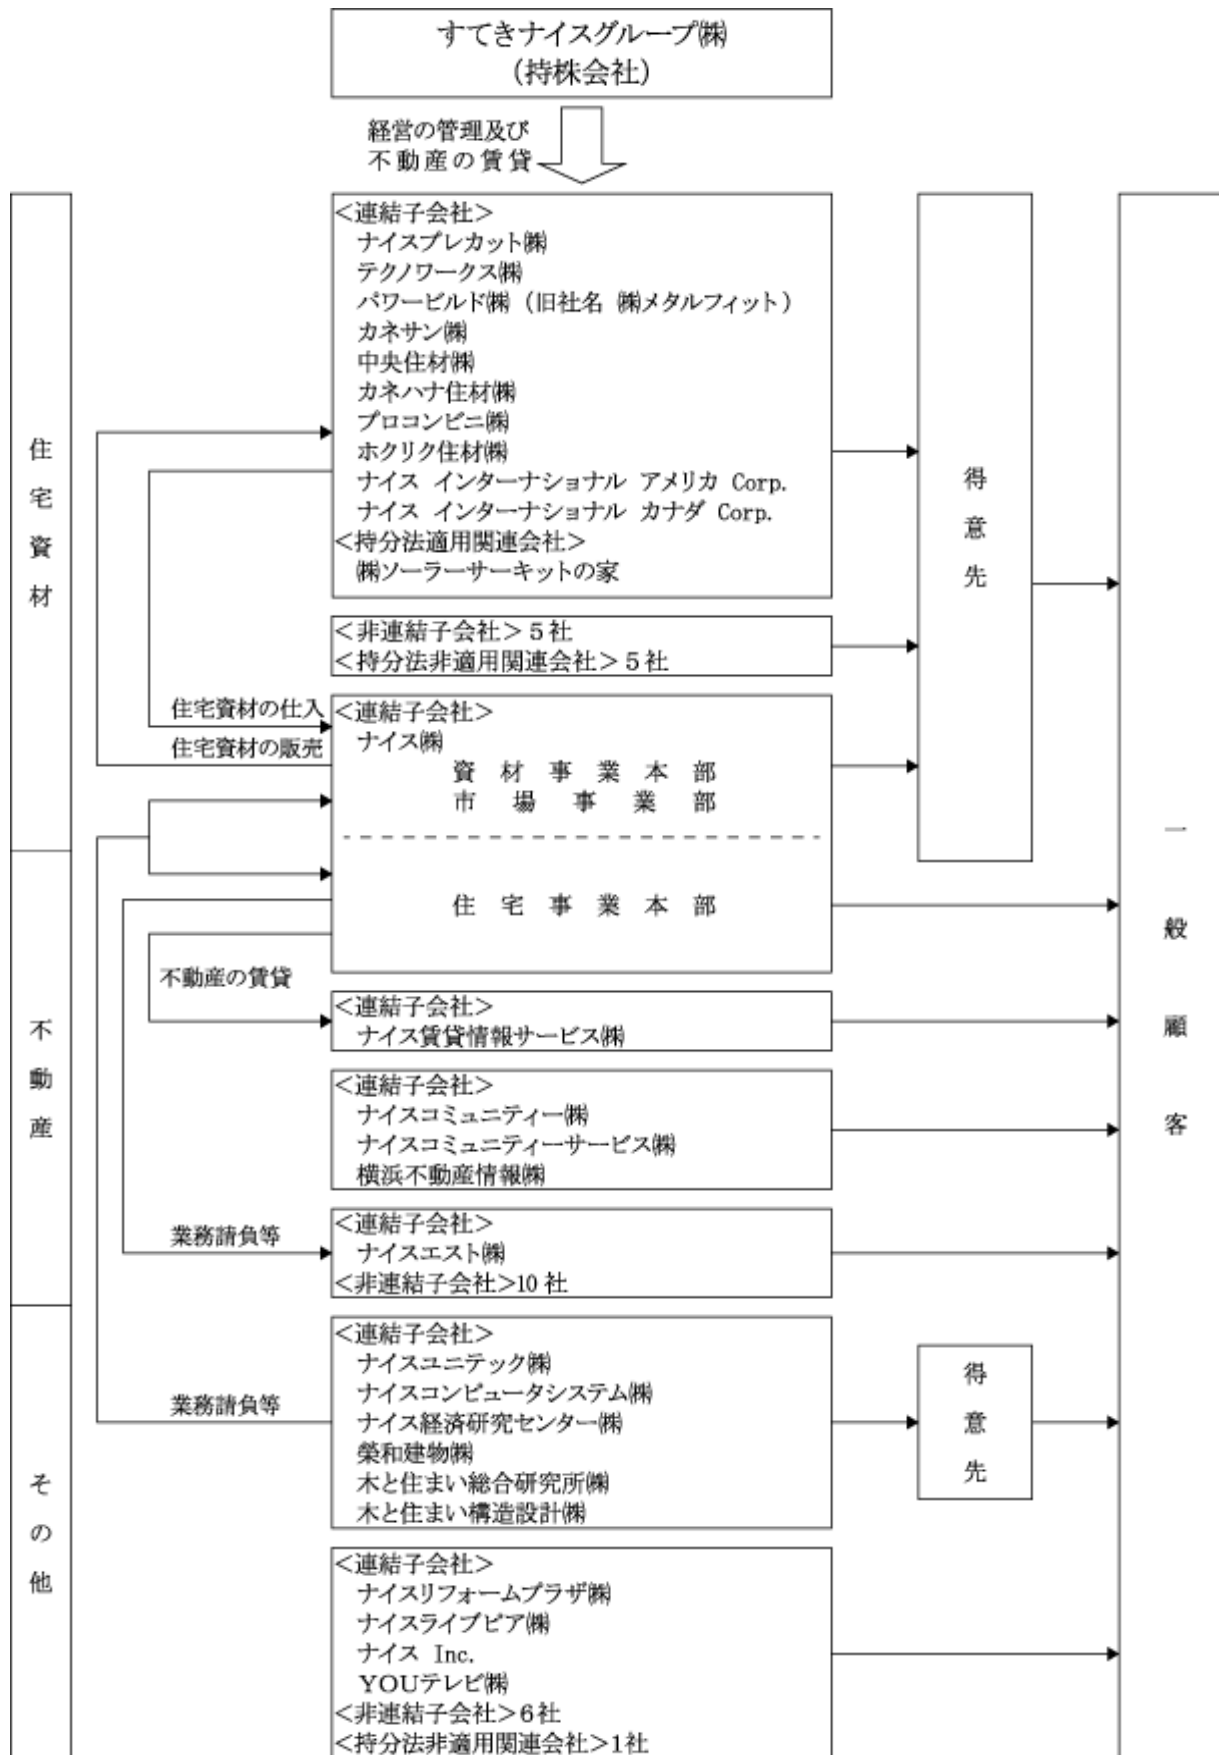 すてきナイスグループ㈱
（持株会社）
経営の管理及び
不動産の賃貸
住宅資材
＜連結子会社＞
ナイスプレカット㈱
テクノワークス㈱
パワービルド㈱（旧社名 ㈱メタルフィット）
カネサン㈱
中央住材㈱
カネハナ住材㈱
プロコンビニ㈱
ホクリク住材㈱
ナイス インターナショナル アメリカ Corp.
ナイス インターナショナル カナダ Corp.
＜持分法適用関連会社＞
㈱ソーラーサーキットの家
得意先
＜非連結子会社＞５社
＜持分法非適用関連会社＞５社
住宅資材の仕入
住宅資材の販売
＜連結子会社＞
ナイス㈱
資材事業本部
市場事業部
住宅事業本部
一般顧客
不動産
不動産の賃貸
＜連結子会社＞
ナイス賃貸情報サービス㈱
＜連結子会社＞
ナイスコミュニティー㈱
ナイスコミュニティーサービス㈱
横浜不動産情報㈱
業務請負等
＜連結子会社＞
ナイスエスト㈱
＜非連結子会社＞10社
その他
業務請負等
＜連結子会社＞
ナイスユニテック㈱
ナイスコンピュータシステム㈱
ナイス経済研究センター㈱
榮和建物㈱
木と住まい総合研究所㈱
木と住まい構造設計㈱
得意先
＜連結子会社＞
ナイスリフォームプラザ㈱
ナイスライブピア㈱
ナイス Inc.
YOUテレビ㈱
＜非連結子会社＞6社
＜持分法非適用関連会社＞1社